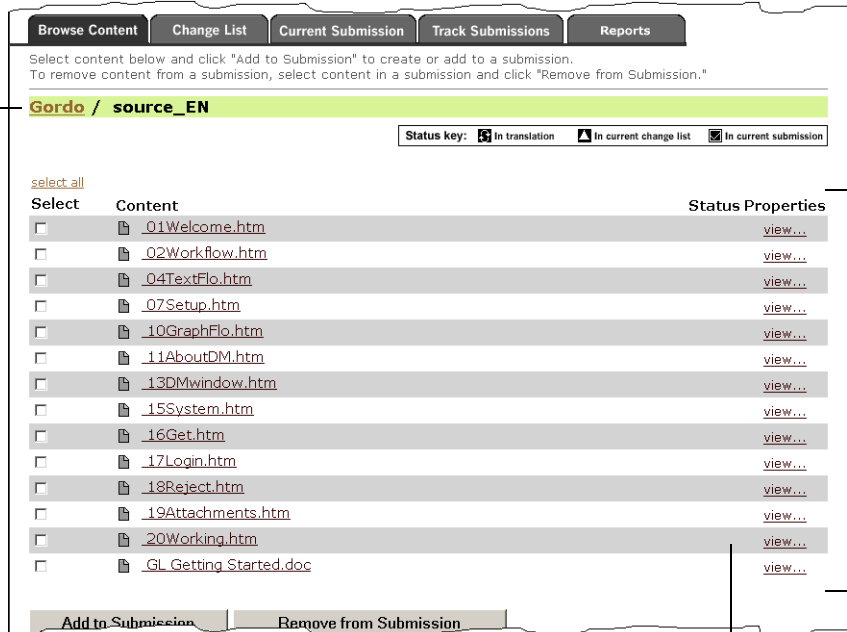 Browse Content Change List Current Submission Track Submissions Reports
Select content below and click "Add to Submission" to create or add to a submission.
To remove content from a submission, select content in a submission and click "Remove from Submission."
Gordo / source_EN
Status key: In translation In current change list In current submission
select all
Select Content Status Properties
_01Welcome.htm view...
_02Workflow.htm view...
_04TextFlo.htm view...
_07Setup.htm view...
_10GraphFlo.htm view...
_11AboutDM.htm view...
_13DMwindow.htm view...
_15System.htm view...
_16Get.htm view...
_17Login.htm view...
_18Reject.htm view...
_19Attachments.htm view...
_20Working.htm view...
GL Getting Started.doc view...
Add to Submission Remove from Submission